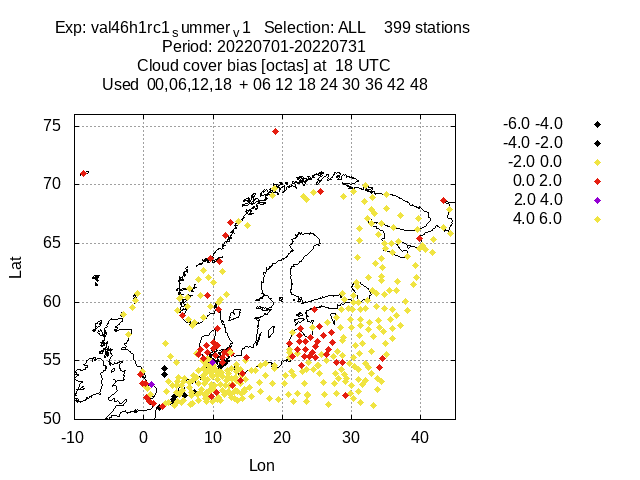 Exp: val46h1rc1summerv1 Selection: ALL 399 stations
Period: 20220701-20220731
Cloud cover bias [octas] at 18 UTC
Used 00,06,12,18 + 06 12 18 24 30 36 42 48
-6.0 -4.0
-4.0 -2.0
-2.0 0.0
0.0 2.0
2.0 4.0
4.0 6.0
75
70
65
60
55
50
Lat
-10 0 10 20 30 40
Lon